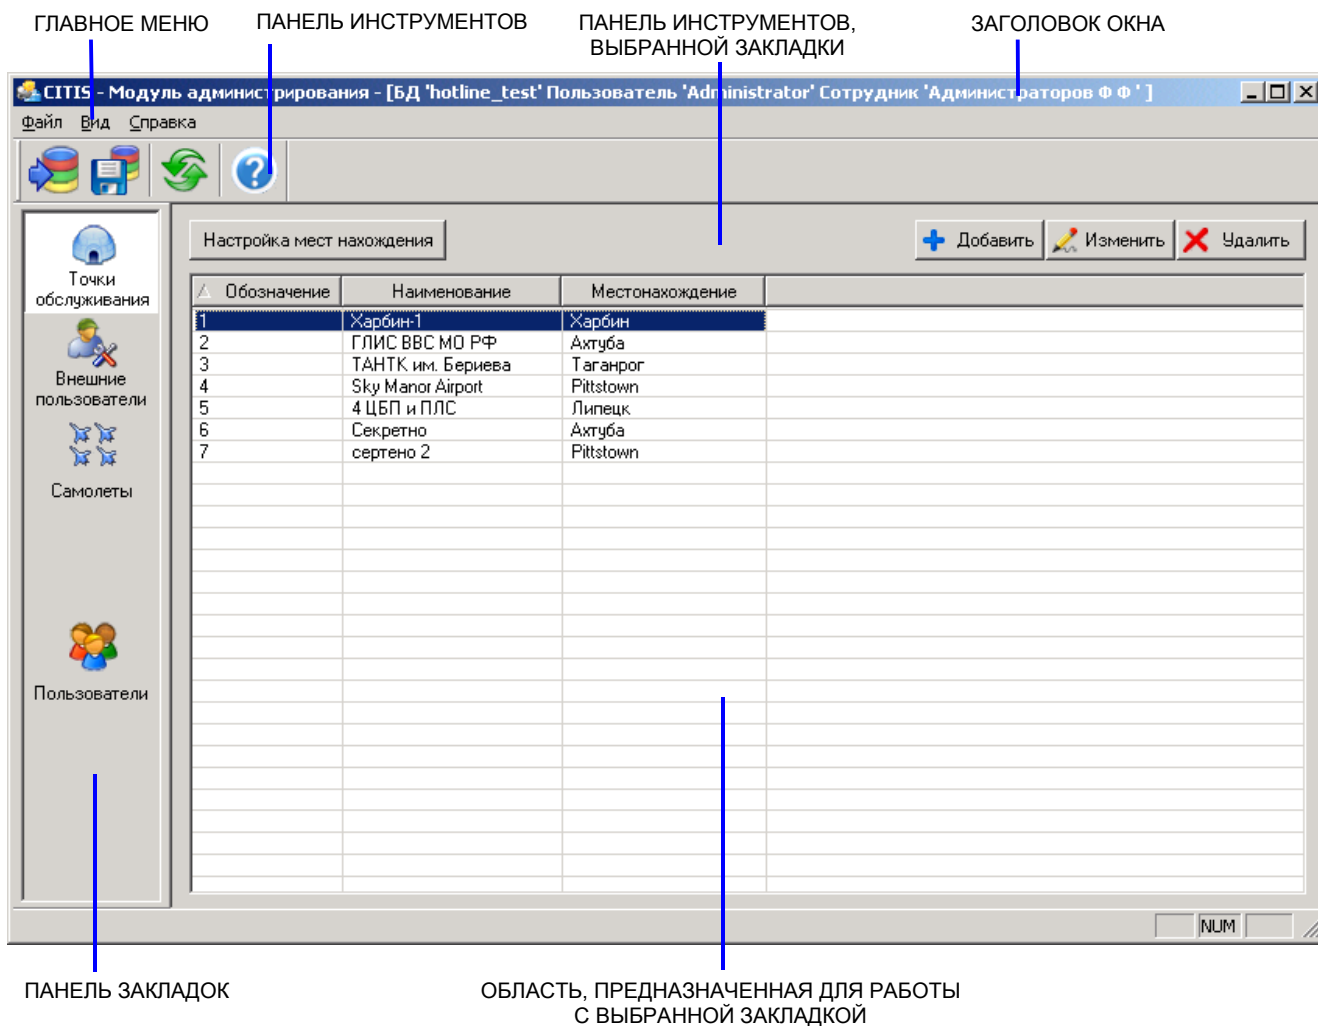 ГЛАВНОЕ МЕНЮ
ПАНЕЛЬ ИНСТРУМЕНТОВ
ПАНЕЛЬ ИНСТРУМЕНТОВ,
ВЫБРАННОЙ ЗАКЛАДКИ
ЗАГОЛОВОК ОКНА
CITIS - Модуль администрирования - [БД 'hotline_test' Пользователь 'Administrator' Сотрудник 'Администраторов Ф Ф ' ]
Файл Вид Справка
Настройка мест нахождения
Добавить Изменить Удалить
Точки
обслуживания
Внешние
пользователи
Самолеты
Пользователи
Обозначение Наименование Местонахождение
1 Харбин-1 Харбин
2 ГЛИС ВВС МО РФ Ахтуба
3 ТАНТК им. Бериева Таганрог
4 Sky Manor Airport Pittstown
5 4 ЦБП и ПЛС Липецк
6 Секретно Ахтуба
7 сертено 2 Pittstown
NUM
ПАНЕЛЬ ЗАКЛАДОК
ОБЛАСТЬ, ПРЕДНАЗНАЧЕННАЯ ДЛЯ РАБОТЫ
С ВЫБРАННОЙ ЗАКЛАДКОЙ